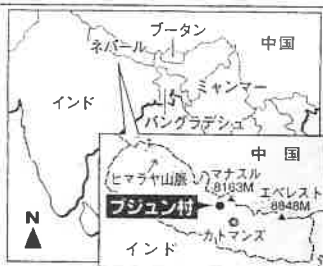 ブータン
ネパール
中国
ミャンマー
インド
バングラデシュ
中国
ヒマラヤ山脈
マナスル
8163M
エベレスト
8848M
プジュン村
カトマンズ
インド
N